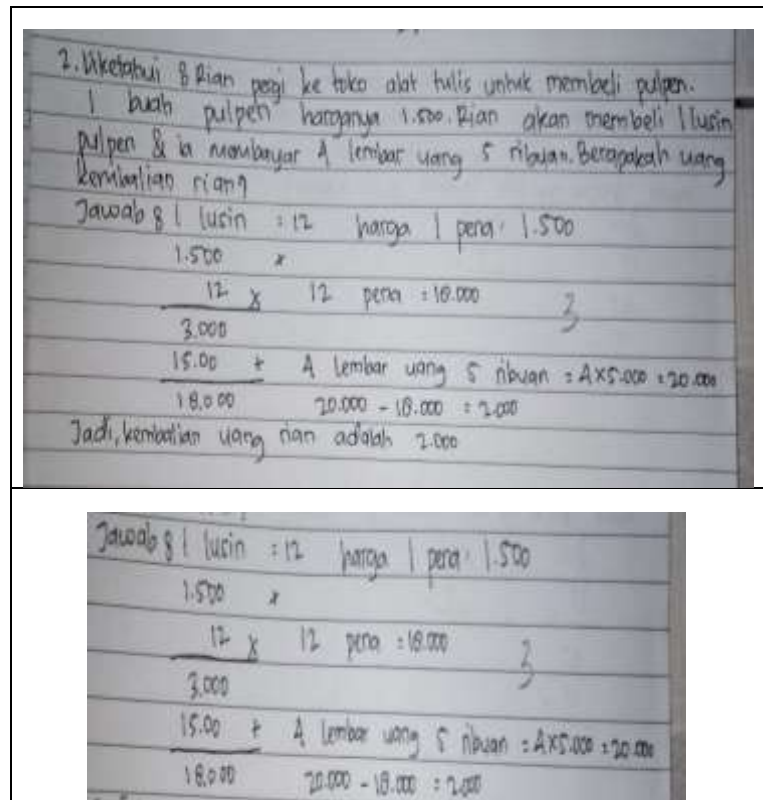 2. Diketahui : Rian pegi ke toko alat tulis untuk membeli pulpen.
1 buah pulpen harganya 1.500. Rian akan membeli 1 lusin
pulpen & ia membayar 4 lembar uang 5 ribuan. Berapakah uang
kembalian rian?
Jawab : 1 lusin = 12 harga 1 pena : 1.500
1.500 x
12 x 12 pena = 18.000 3
3.000
15.00 + 4 lembar uang 5 ribuan = 4x5.000 = 20.000
18.000 20.000 - 18.000 = 2.000
Jadi, kembalian uang rian adalah 2.000
Jawab : 1 lusin = 12 harga 1 pena : 1.500
1.500 x
12 x 12 pena = 18.000 3
3.000
15.00 + 4 lembar uang 5 ribuan = 4x5.000 = 20.000
18.000 20.000 - 18.000 = 2.000